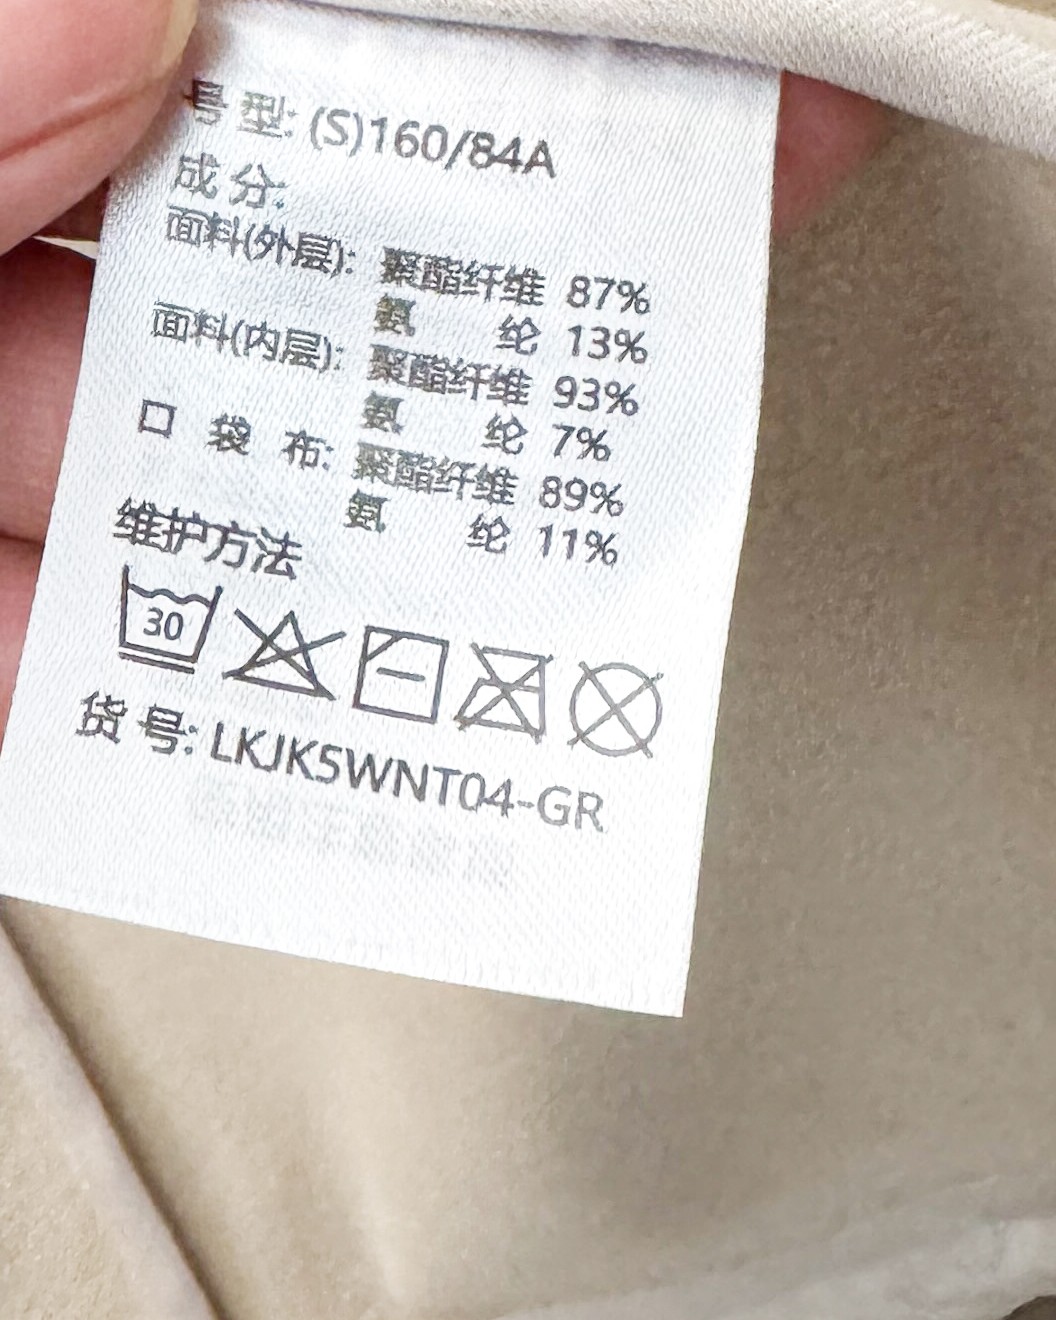 号 型: (S)160/84A
成 分:
面料(外层): 聚酯纤维 87%
氨 纶 13%
面料(内层): 聚酯纤维 93%
氨 纶 7%
口 袋 布: 聚酯纤维 89%
氨 纶 11%
维护方法
30
货 号: LKJK5WNT04-GR